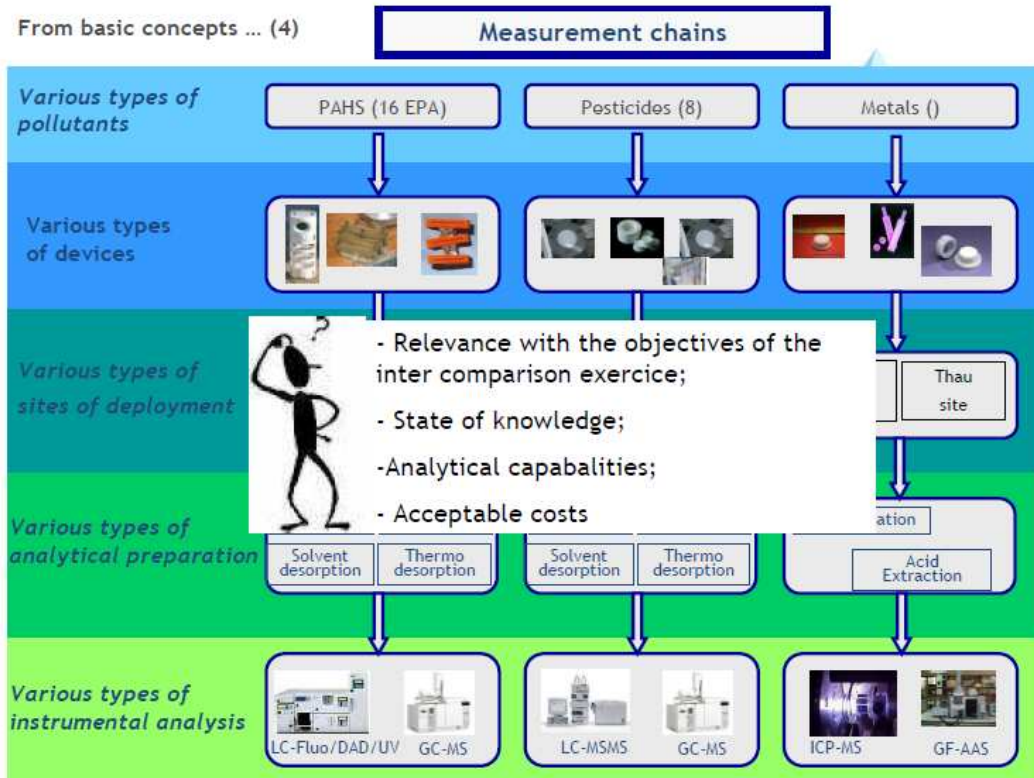 From basic concepts ... (4)
Measurement chains
Various types of
pollutants
PAHS (16 EPA)
Pesticides (8)
Metals ()
Various types
of devices
Various types of
sites of deployment
?
- Relevance with the objectives of the
inter comparison exercice;
- State of knowledge;
-Analytical capabalities;
- Acceptable costs
Thau
site
Various types of
analytical preparation
Solvent
desorption
Thermo
desorption
Solvent
desorption
Thermo
desorption
Acid
Extraction
Various types of
instrumental analysis
LC-Fluo/DAD/UV
GC-MS
LC-MSMS
GC-MS
ICP-MS
GF-AAS